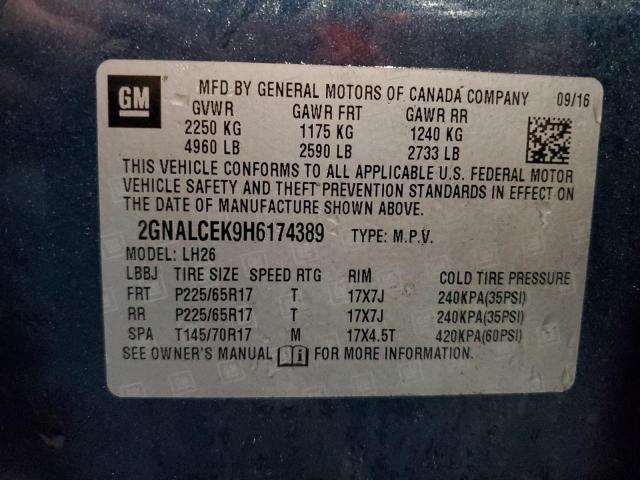 GM
MFD BY GENERAL MOTORS OF CANADA COMPANY 09/16
GVWR GAWR FRT GAWR RR
2250 KG 1175 KG 1240 KG
4960 LB 2590 LB 2733 LB
THIS VEHICLE CONFORMS TO ALL APPLICABLE U.S. FEDERAL MOTOR
VEHICLE SAFETY AND THEFT PREVENTION STANDARDS IN EFFECT ON
THE DATE OF MANUFACTURE SHOWN ABOVE.
2GNALCEK9H6174389 TYPE: M.P.V.
MODEL: LH26
LBBJ TIRE SIZE SPEED RTG RIM COLD TIRE PRESSURE
FRT P225/65R17 T 17X7J 240KPA(35PSI)
RR P225/65R17 T 17X7J 240KPA(35PSI)
SPA T145/70R17 M 17X4.5T 420KPA(60PSI)
SEE OWNER'S MANUAL FOR MORE INFORMATION.